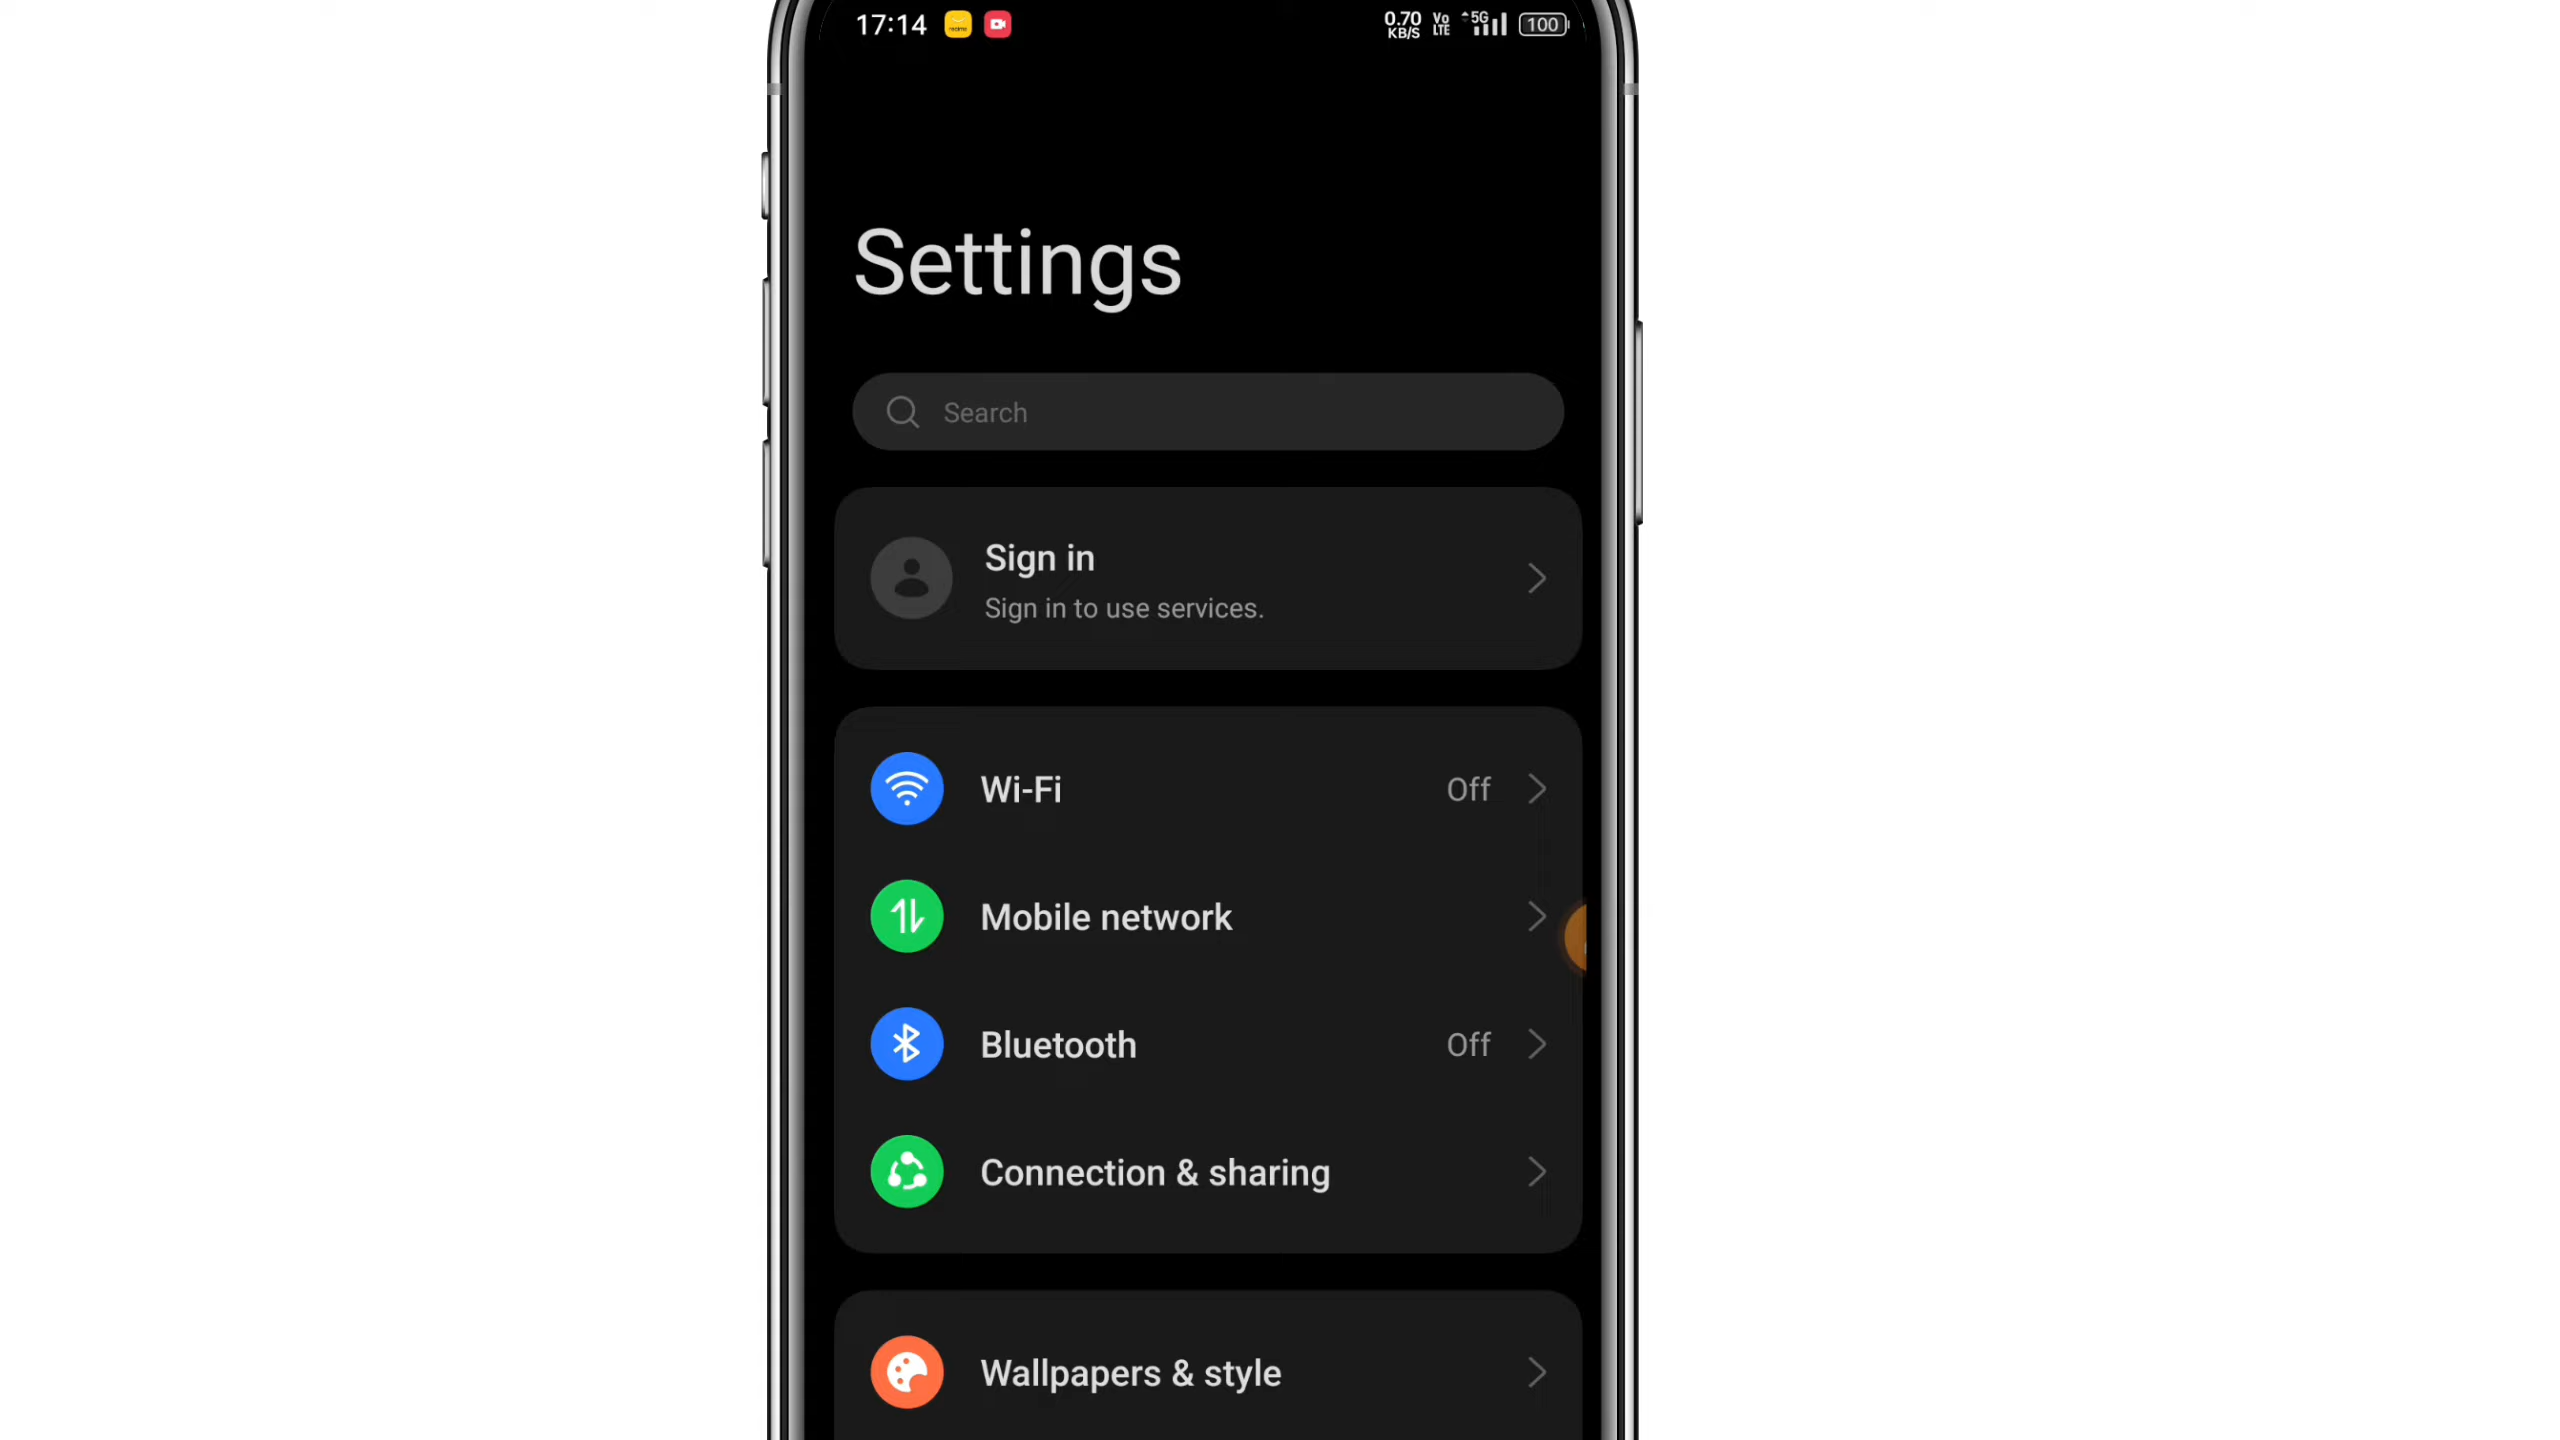 17:14 0.70 KB/S Vo LTE 5G 100
Settings
Search
Sign in
Sign in to use services.
Wi-Fi Off
Mobile network
Bluetooth Off
Connection & sharing
Wallpapers & style